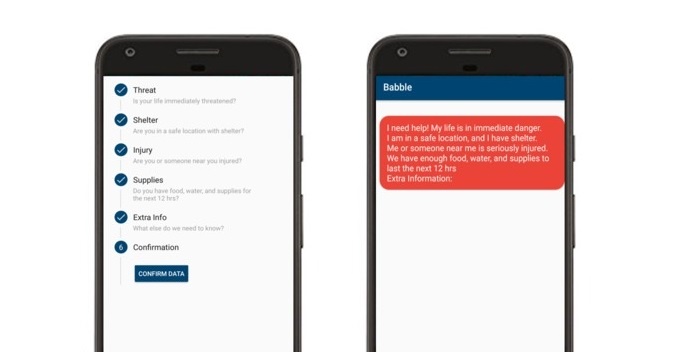 Threat
Is your life immediately threatened?
Shelter
Are you in a safe location with shelter?
Injury
Are you or someone near you injured?
Supplies
Do you have food, water, and supplies for
the next 12 hrs?
Extra Info
What else do we need to know?
6 Confirmation
CONFIRM DATA
Babble
I need help! My life is in immediate danger.
I am in a safe location, and I have shelter.
Me or someone near me is seriously injured.
We have enough food, water, and supplies to
last the next 12 hrs
Extra Information: